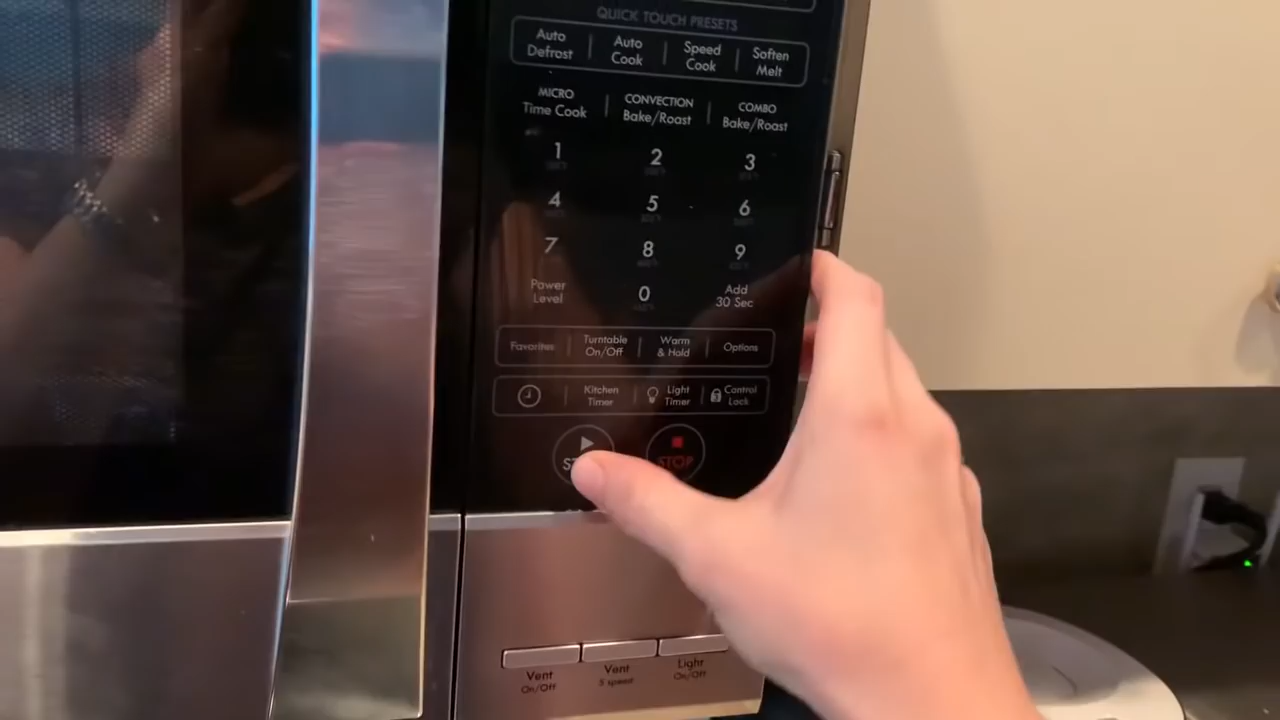 QUICK TOUCH PRESETS
Auto Defrost
Auto Cook
Speed Cook
Soften Melt
MICRO Time Cook
CONVECTION Bake/Roast
COMBO Bake/Roast
1 2 3
4 5 6
7 8 9
Power Level
0
Add 30 Sec
Favorites
Turntable On/Off
Warm & Hold
Options
Kitchen Timer
Light Timer
Control Lock
STOP
Vent On/Off
Vent 5 speed
Light On/Off